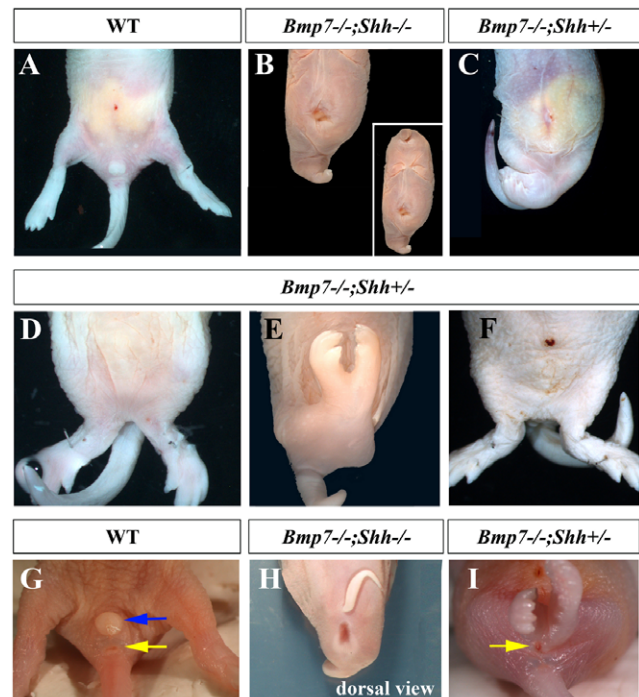 WT
Bmp7-/-;Shh-/-
Bmp7-/-;Shh+/-
A
B
C
Bmp7-/-;Shh+/-
D
E
F
WT
Bmp7-/-;Shh-/-
Bmp7-/-;Shh+/-
G
H
I
dorsal view